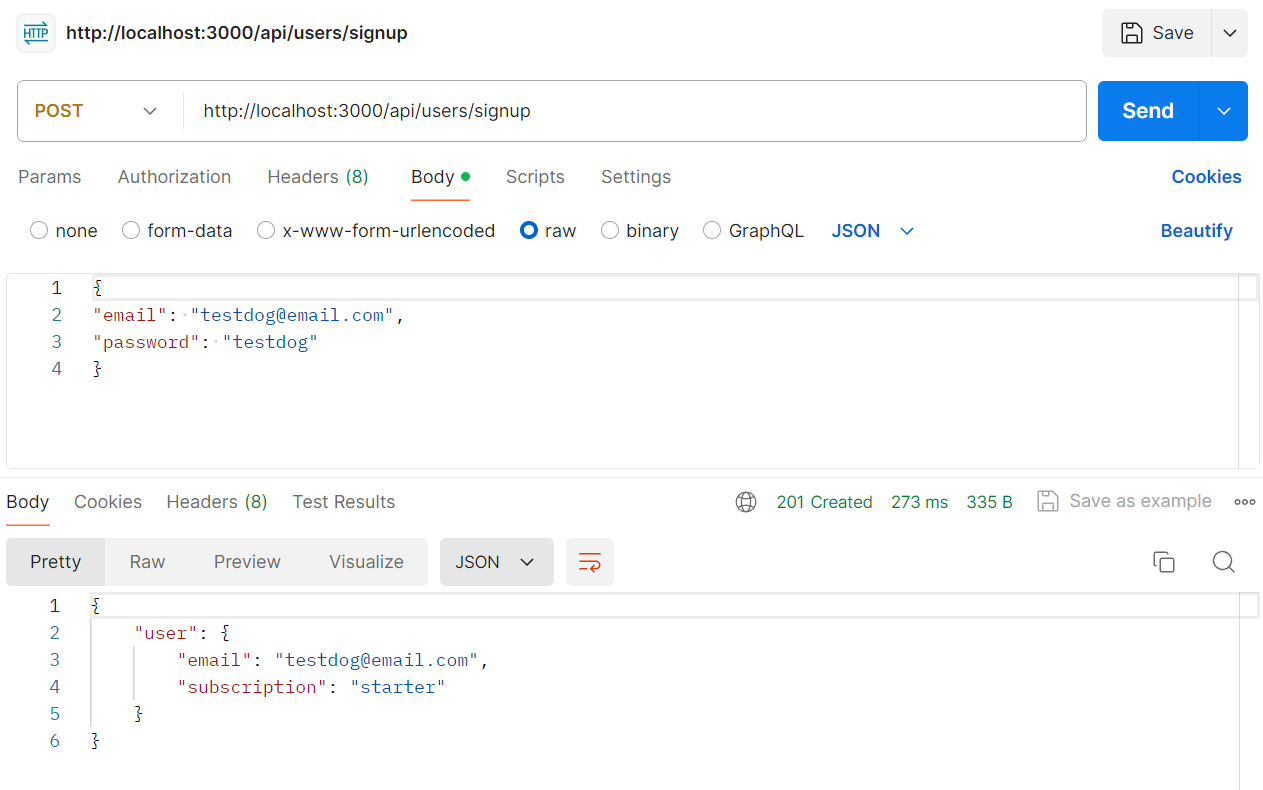 HTTP http://localhost:3000/api/users/signup Save
POST http://localhost:3000/api/users/signup Send
Params Authorization Headers (8) Body Scripts Settings Cookies
none form-data x-www-form-urlencoded raw binary GraphQL JSON Beautify
1 {
2 "email": "testdog@email.com",
3 "password": "testdog"
4 }
Body Cookies Headers (8) Test Results 201 Created 273 ms 335 B Save as example
Pretty Raw Preview Visualize JSON
1 {
2 "user": {
3 "email": "testdog@email.com",
4 "subscription": "starter"
5 }
6 }